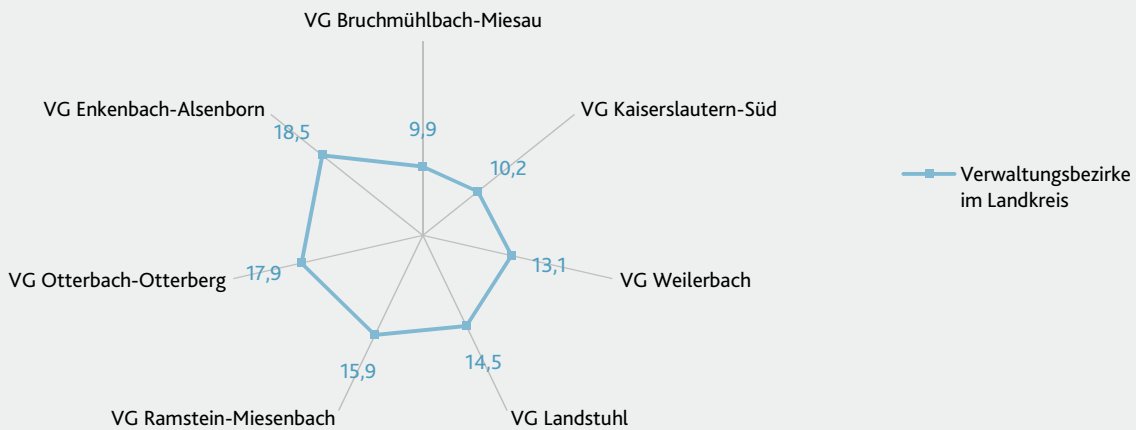 VG Bruchmühlbach-Miesau
VG Enkenbach-Alsenborn
VG Kaiserslautern-Süd
18,5
9,9
10,2
Verwaltungsbezirke
im Landkreis
VG Otterbach-Otterberg
17,9
13,1
VG Weilerbach
15,9
14,5
VG Ramstein-Miesenbach
VG Landstuhl